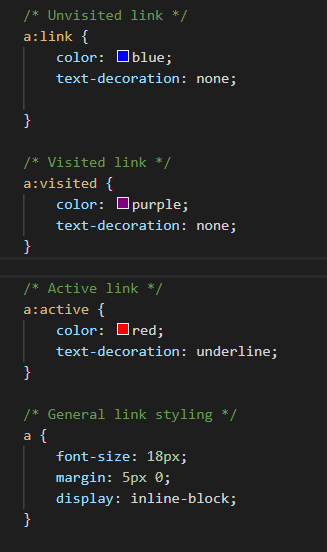 /* Unvisited link */
a:link {
    color: blue;
    text-decoration: none;

}

/* Visited link */
a:visited {
    color: purple;
    text-decoration: none;
}

/* Active link */
a:active {
    color: red;
    text-decoration: underline;
}

/* General link styling */
a {
    font-size: 18px;
    margin: 5px 0;
    display: inline-block;
}